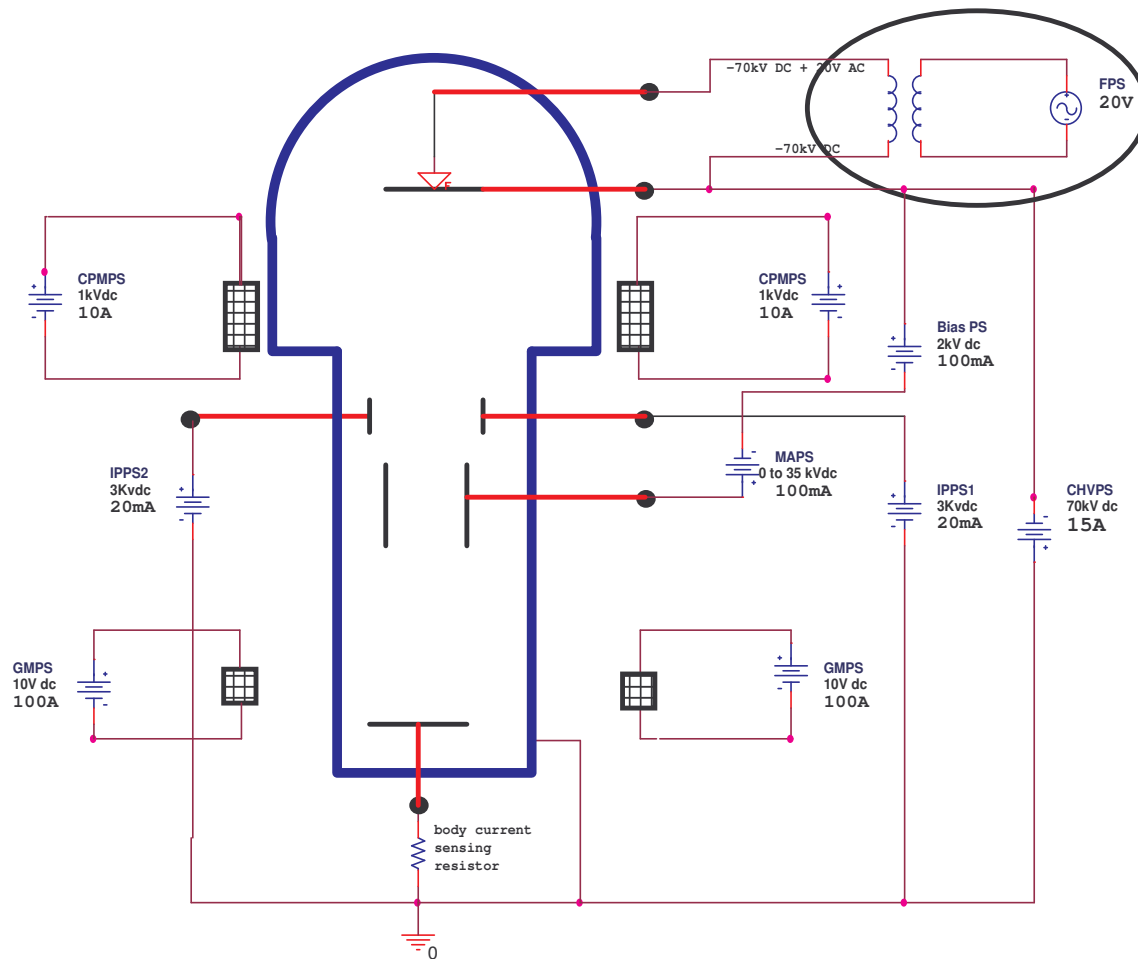 -70kV DC + 20V AC
FPS
20V
-70kV DC
F
CPMPS
1kVdc
10A
CPMPS
1kVdc
10A
Bias PS
2kV dc
100mA
IPPS2
3Kvdc
20mA
MAPS
0 to 35 kVdc
100mA
IPPS1
3Kvdc
20mA
CHVPS
70kV dc
15A
GMPS
10V dc
100A
GMPS
10V dc
100A
body current
sensing
resistor
0